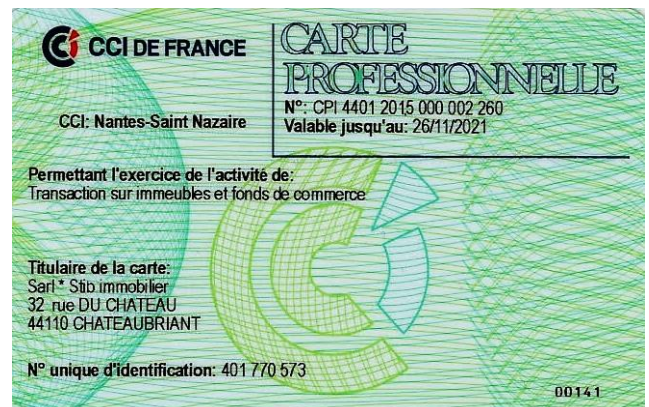 CCI DE FRANCE
CARTE
PROFESSIONNELLE
N°: CPI 4401 2015 000 002 260
Valable jusqu'au: 26/11/2021
CCI: Nantes-Saint Nazaire
Permettant l'exercice de l'activité de:
Transaction sur immeubles et fonds de commerce
Titulaire de la carte:
Sarl * Stib immobilier
32 rue DU CHATEAU
44110 CHATEAUBRIANT
N° unique d'identification: 401 770 573
00141